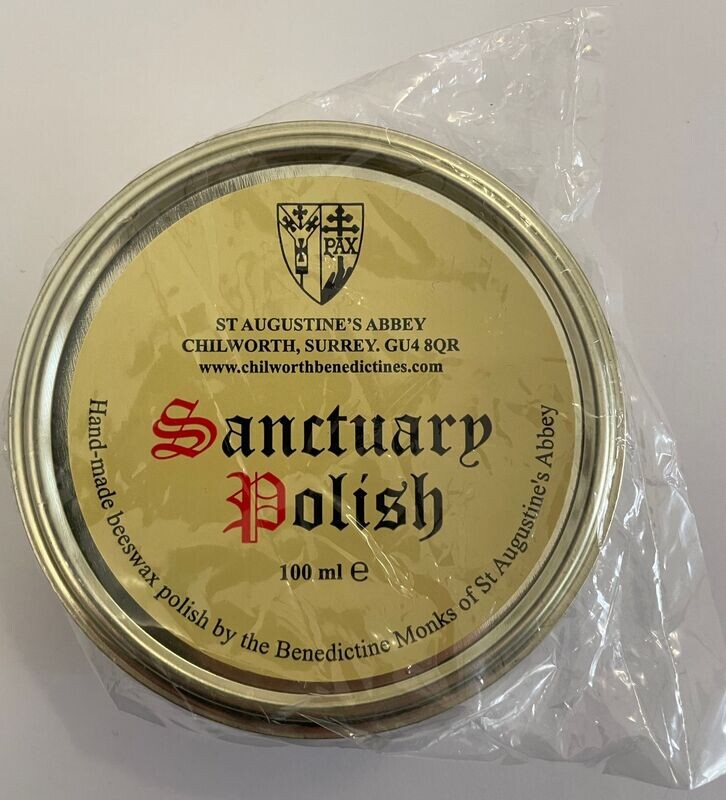 PAX
ST AUGUSTINE'S ABBEY
CHILWORTH, SURREY. GU4 8QR
www.chilworthbenedictines.com
Sanctuary
Polish
100 ml ℮
Hand-made beeswax polish by the Benedictine Monks of St Augustine's Abbey